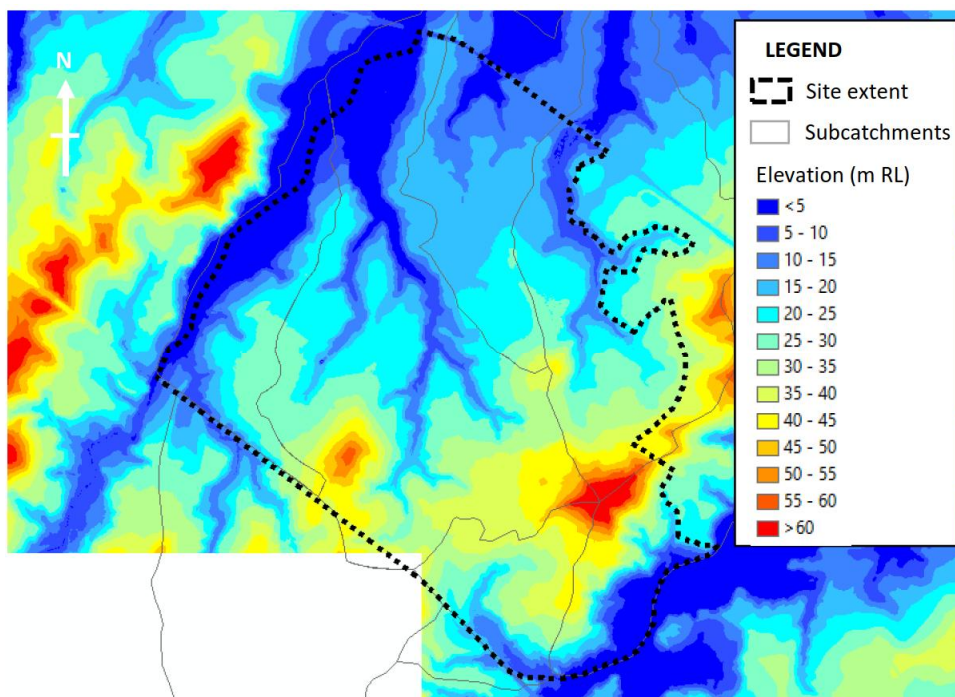 N
LEGEND
Site extent
Subcatchments
Elevation (m RL)
<5
5 - 10
10 - 15
15 - 20
20 - 25
25 - 30
30 - 35
35 - 40
40 - 45
45 - 50
50 - 55
55 - 60
>60